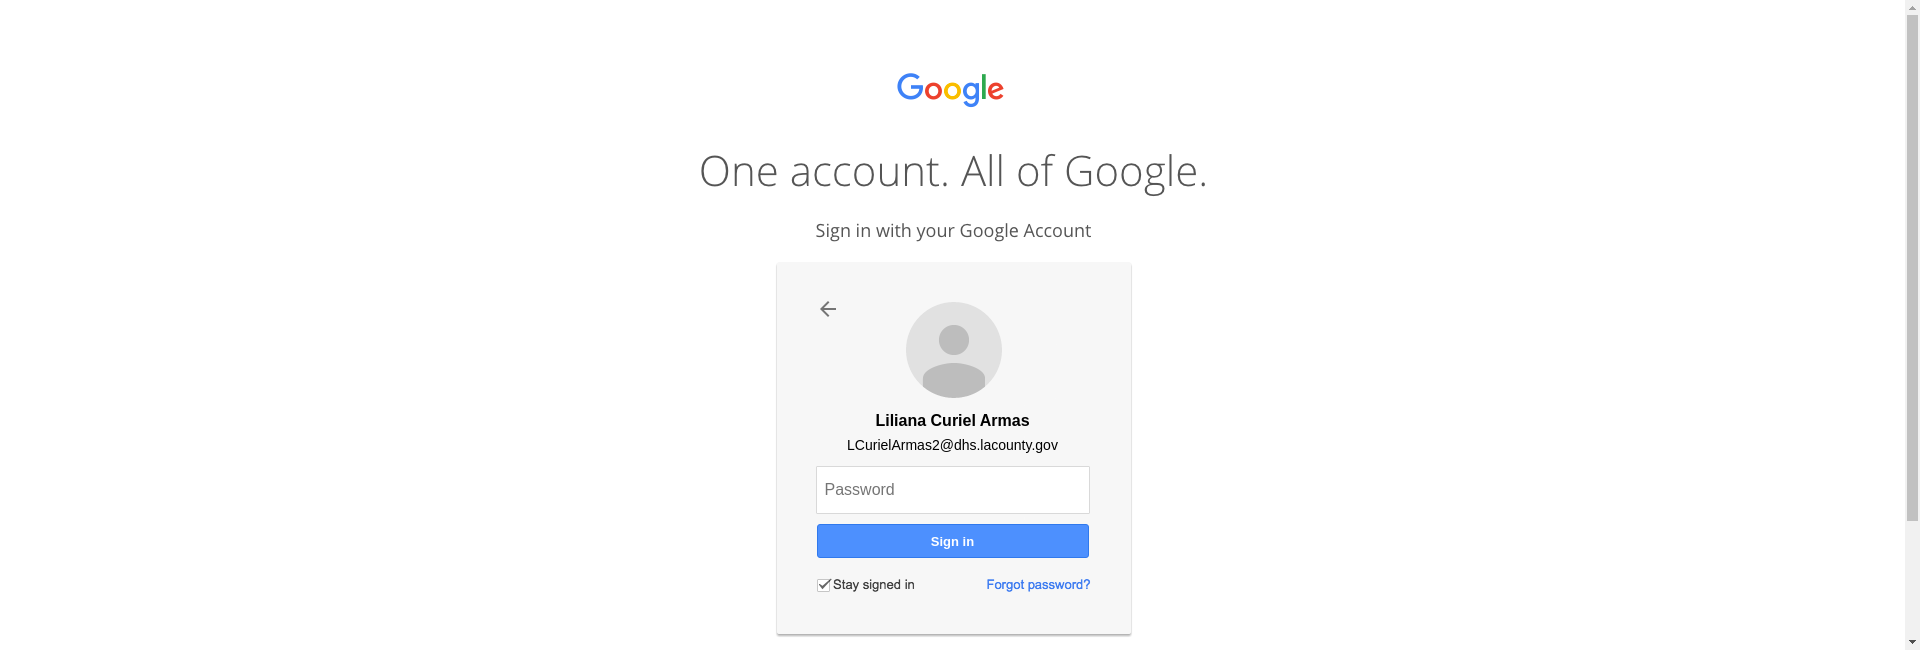 Google
One account. All of Google.
Sign in with your Google Account
Liliana Curiel Armas
LCurielArmas2@dhs.lacounty.gov
Password
Sign in
Stay signed in Forgot password?